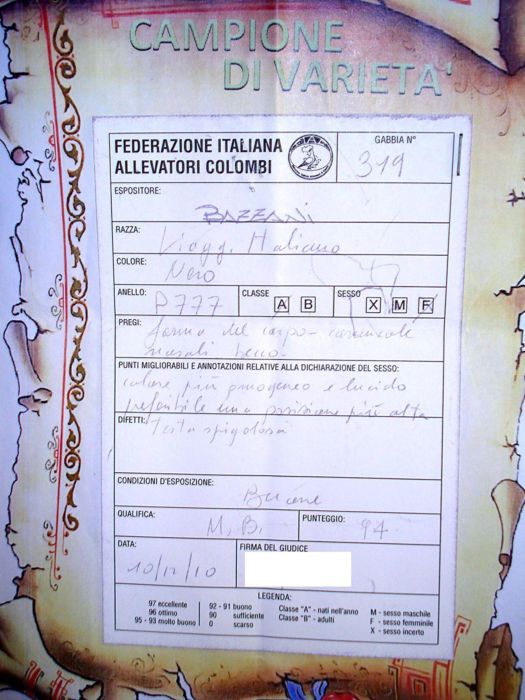 CAMPIONE
DI VARIETA'
FEDERAZIONE ITALIANA
ALLEVATORI COLOMBI
GABBIA N°
319
ESPOSITORE:
BAZZANI
RAZZA:
Viagg. Italiano
COLORE:
Nero
ANELLO: P777 CLASSE A B SESSO X M F
PREGI: forma del corpo - caruncole
nasali becco -
PUNTI MIGLIORABILI E ANNOTAZIONI RELATIVE ALLA DICHIARAZIONE DEL SESSO:
colore più omogeneo e lucido
preferibile una posizione più alta
DIFETTI: Testa spigolosa
CONDIZIONI D'ESPOSIZIONE:
Buone
QUALIFICA: M.B. PUNTEGGIO: 94
DATA:
10/12/10
FIRMA DEL GIUDICE
LEGENDA:
97 eccellente
96 ottimo
95 - 93 molto buono
92 - 91 buono
90 sufficiente
0 scarso
Classe "A" - nati nell'anno
Classe "B" - adulti
M - sesso maschile
F - sesso femminile
X - sesso incerto